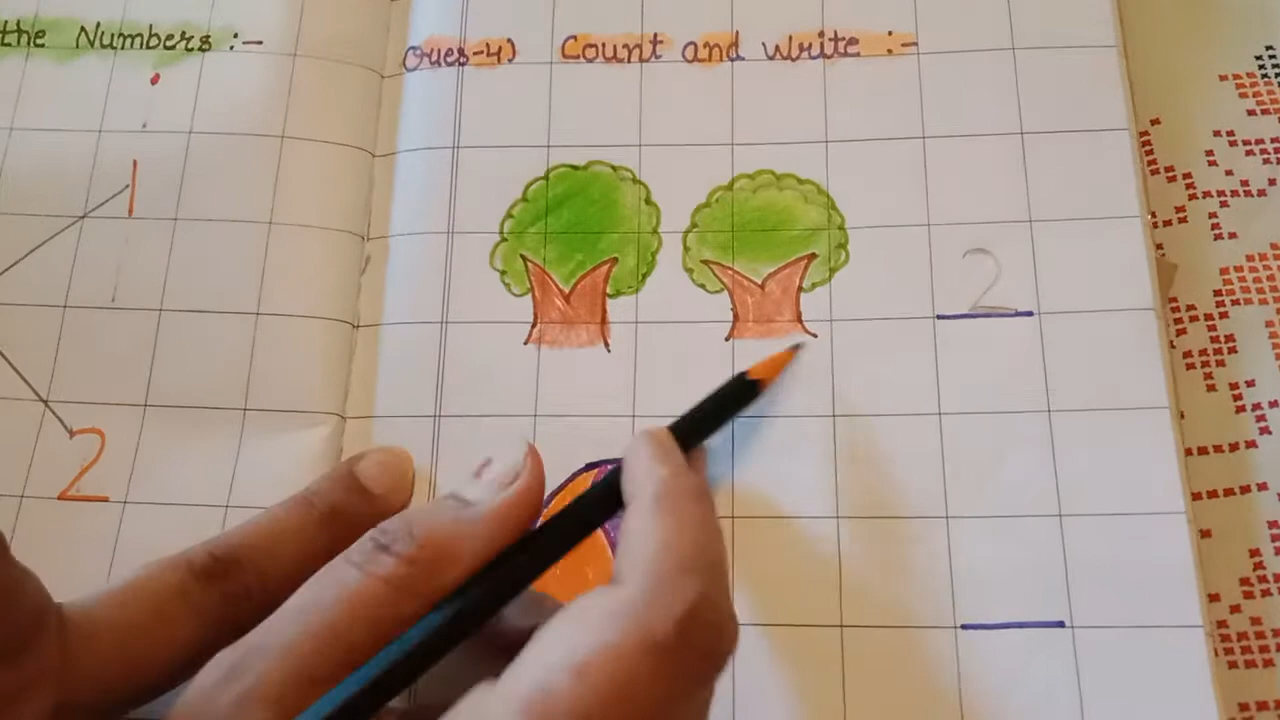 the Numbers :-
1
2
Ques-4) Count and write :-
2